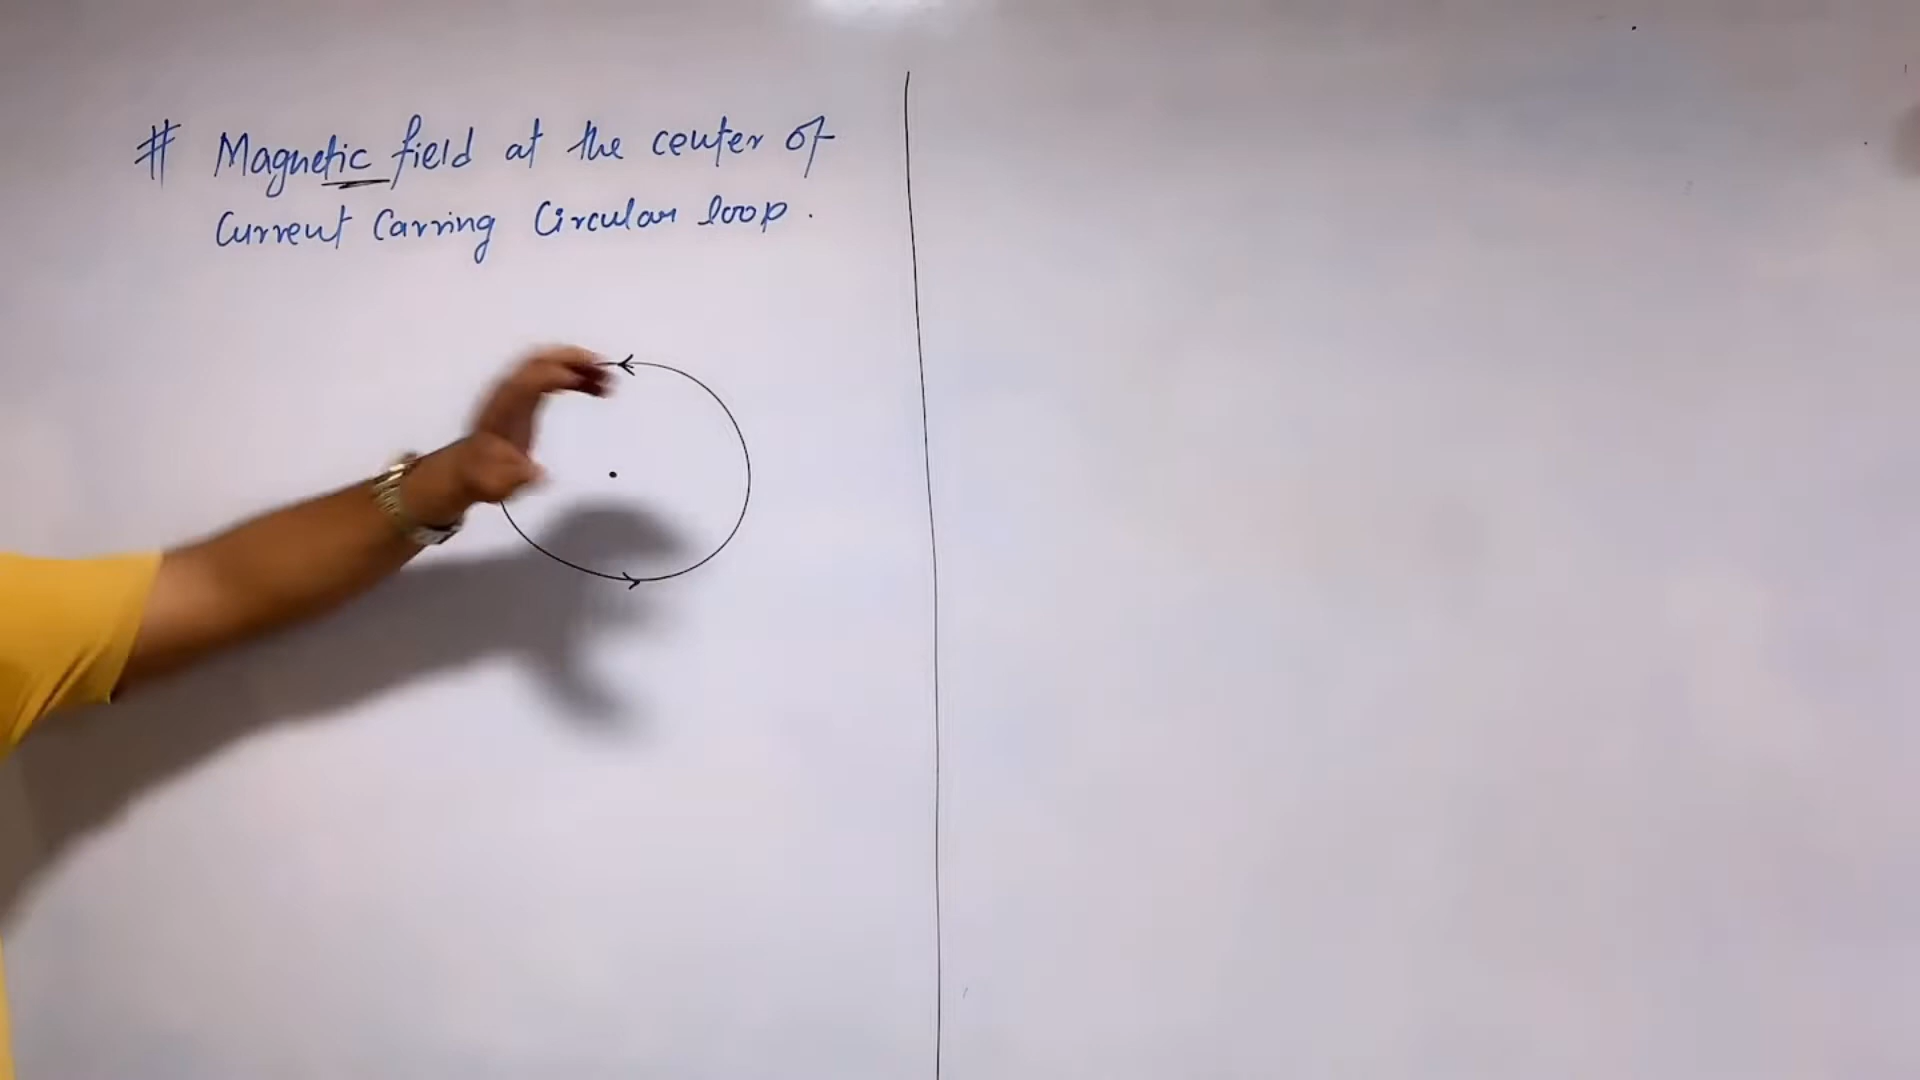 # Magnetic field at the center of
Current Carring Circular loop.